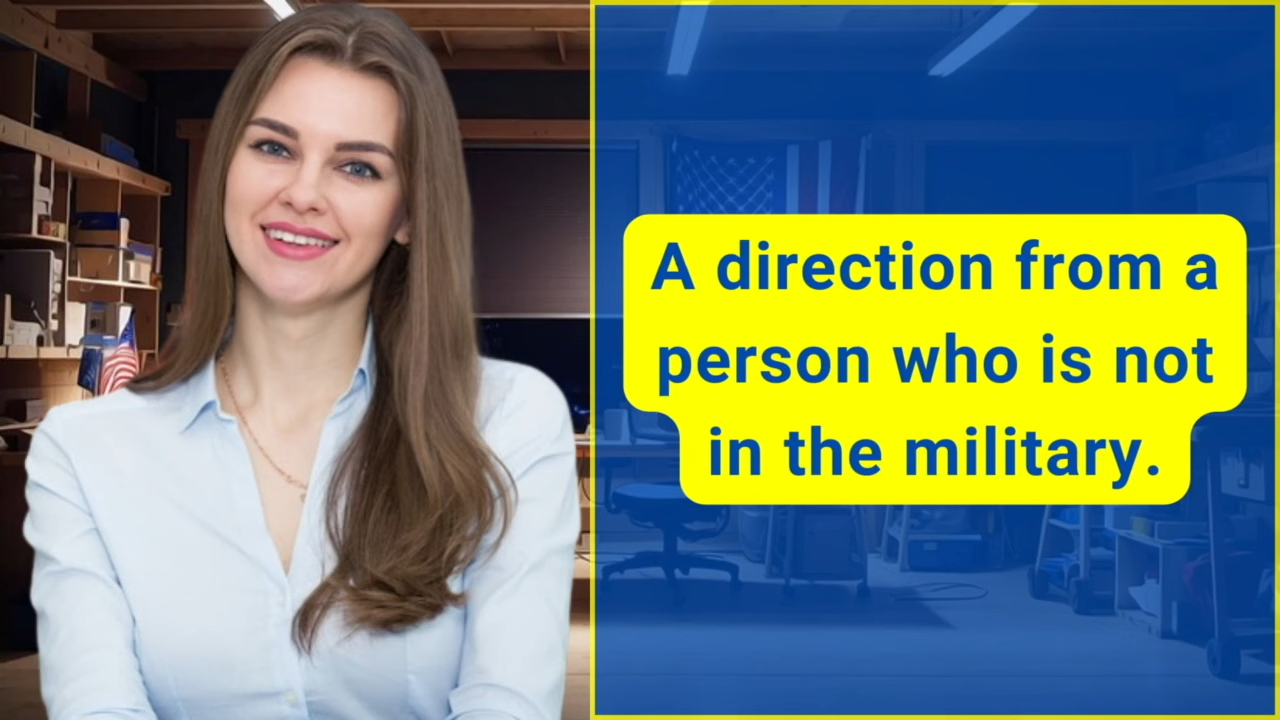 A direction from a
person who is not
in the military.